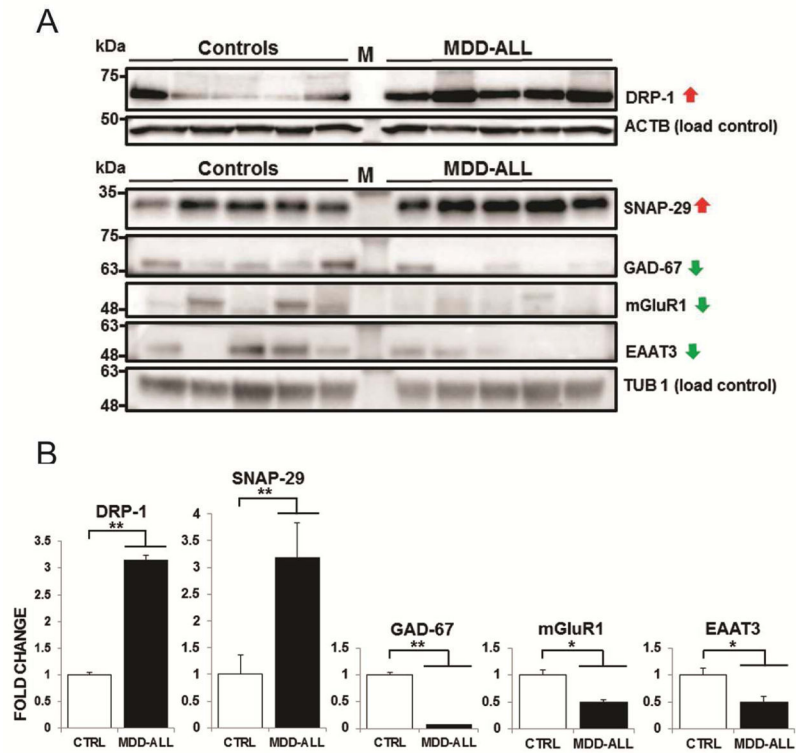 A
kDa Controls M MDD-ALL
75
DRP-1
50
ACTB (load control)
kDa Controls M MDD-ALL
35
SNAP-29
75
63
GAD-67
48
mGluR1
63
48
EAAT3
63
48
TUB 1 (load control)
B
DRP-1
**
3.5
3
2.5
2
1.5
1
0.5
0
FOLD CHANGE
CTRL MDD-ALL
SNAP-29
**
4
3.5
3
2.5
2
1.5
1
0.5
0
CTRL MDD-ALL
GAD-67
**
1.5
1
0.5
0
CTRL MDD-ALL
mGluR1
*
1.5
1
0.5
0
CTRL MDD-ALL
EAAT3
*
1.5
1
0.5
0
CTRL MDD-ALL